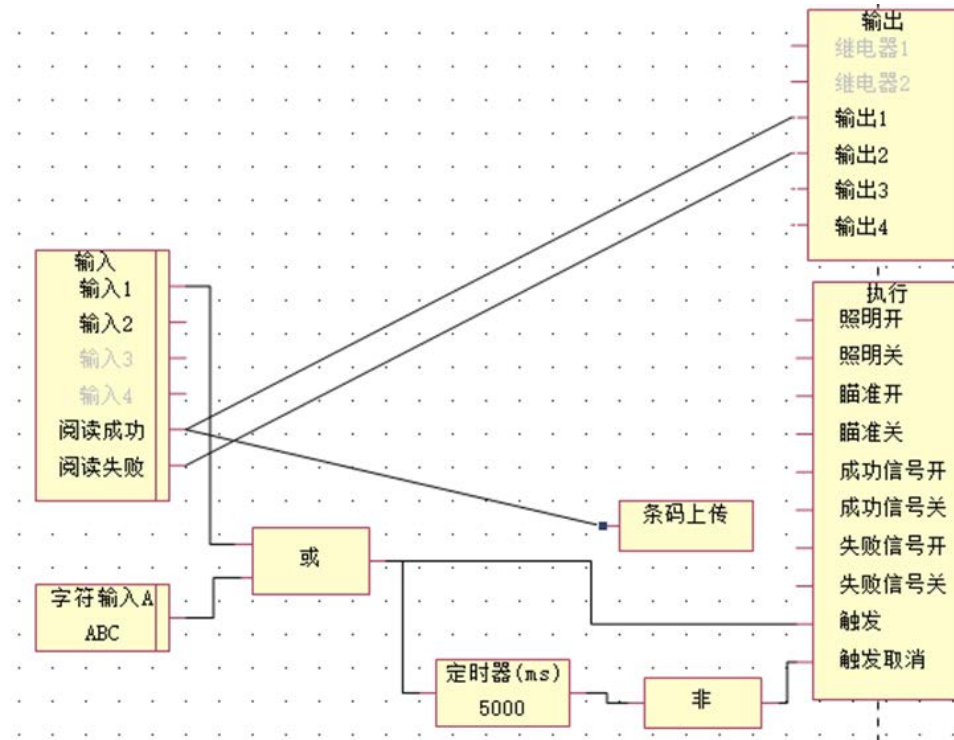 输出
继电器1
继电器2
输出1
输出2
输出3
输出4
输入
输入1
输入2
输入3
输入4
阅读成功
阅读失败
执行
照明开
照明关
瞄准开
瞄准关
成功信号开
成功信号关
失败信号开
失败信号关
触发
触发取消
条码上传
或
字符输入A
ABC
定时器(ms)
5000
非